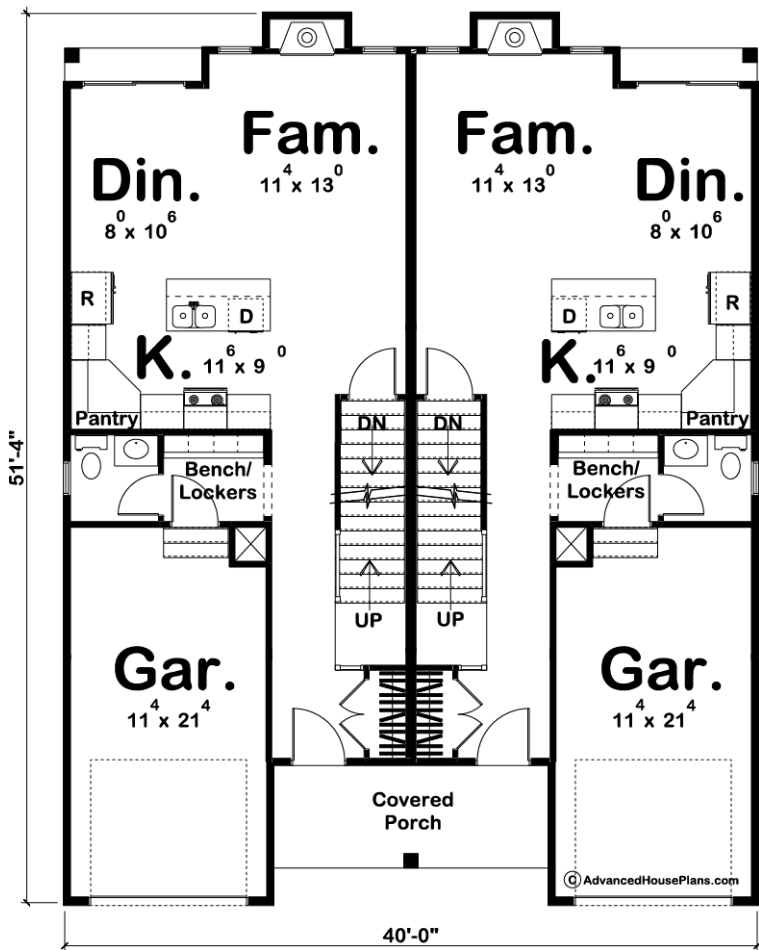 Fam.
11⁴ x 13⁰
Fam.
11⁴ x 13⁰
Din.
8⁰ x 10⁶
Din.
8⁰ x 10⁶
R
D
D
R
K.
11⁶ x 9⁰
K.
11⁶ x 9⁰
Pantry
DN
DN
Pantry
51'-4"
Bench/
Lockers
Bench/
Lockers
UP
UP
Gar.
11⁴ x 21⁴
Gar.
11⁴ x 21⁴
Covered
Porch
© AdvancedHousePlans.com
40'-0"